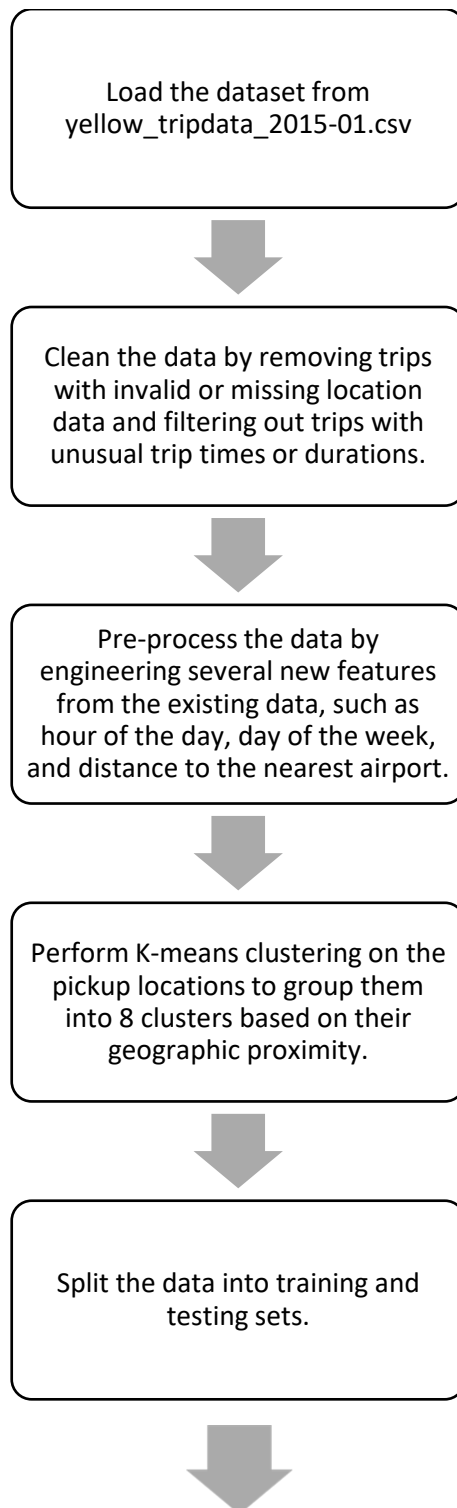 Load the dataset from
yellow_tripdata_2015-01.csv
Clean the data by removing trips
with invalid or missing location
data and filtering out trips with
unusual trip times or durations.
Pre-process the data by
engineering several new features
from the existing data, such as
hour of the day, day of the week,
and distance to the nearest airport.
Perform K-means clustering on the
pickup locations to group them
into 8 clusters based on their
geographic proximity.
Split the data into training and
testing sets.